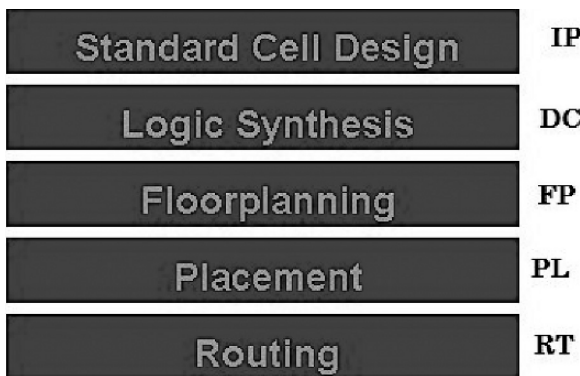 Standard Cell Design IP
Logic Synthesis DC
Floorplanning FP
Placement PL
Routing RT